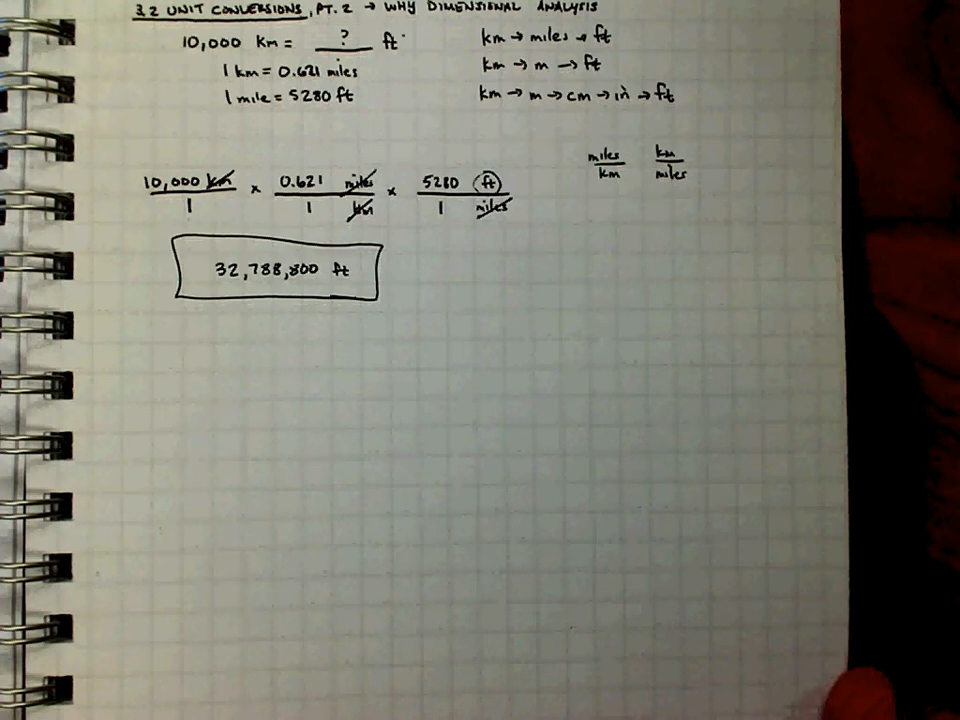 3.2 UNIT CONVERSIONS, PT. 2 → WHY DIMENSIONAL ANALYSIS
10,000 km = ? ft
1 km = 0.621 miles
1 mile = 5280 ft
km → miles → ft
km → m → ft
km → m → cm → in → ft
miles km
km miles
10,000 km × 0.621 miles × 5280 ft
1 1 km 1 miles
32,788,800 ft